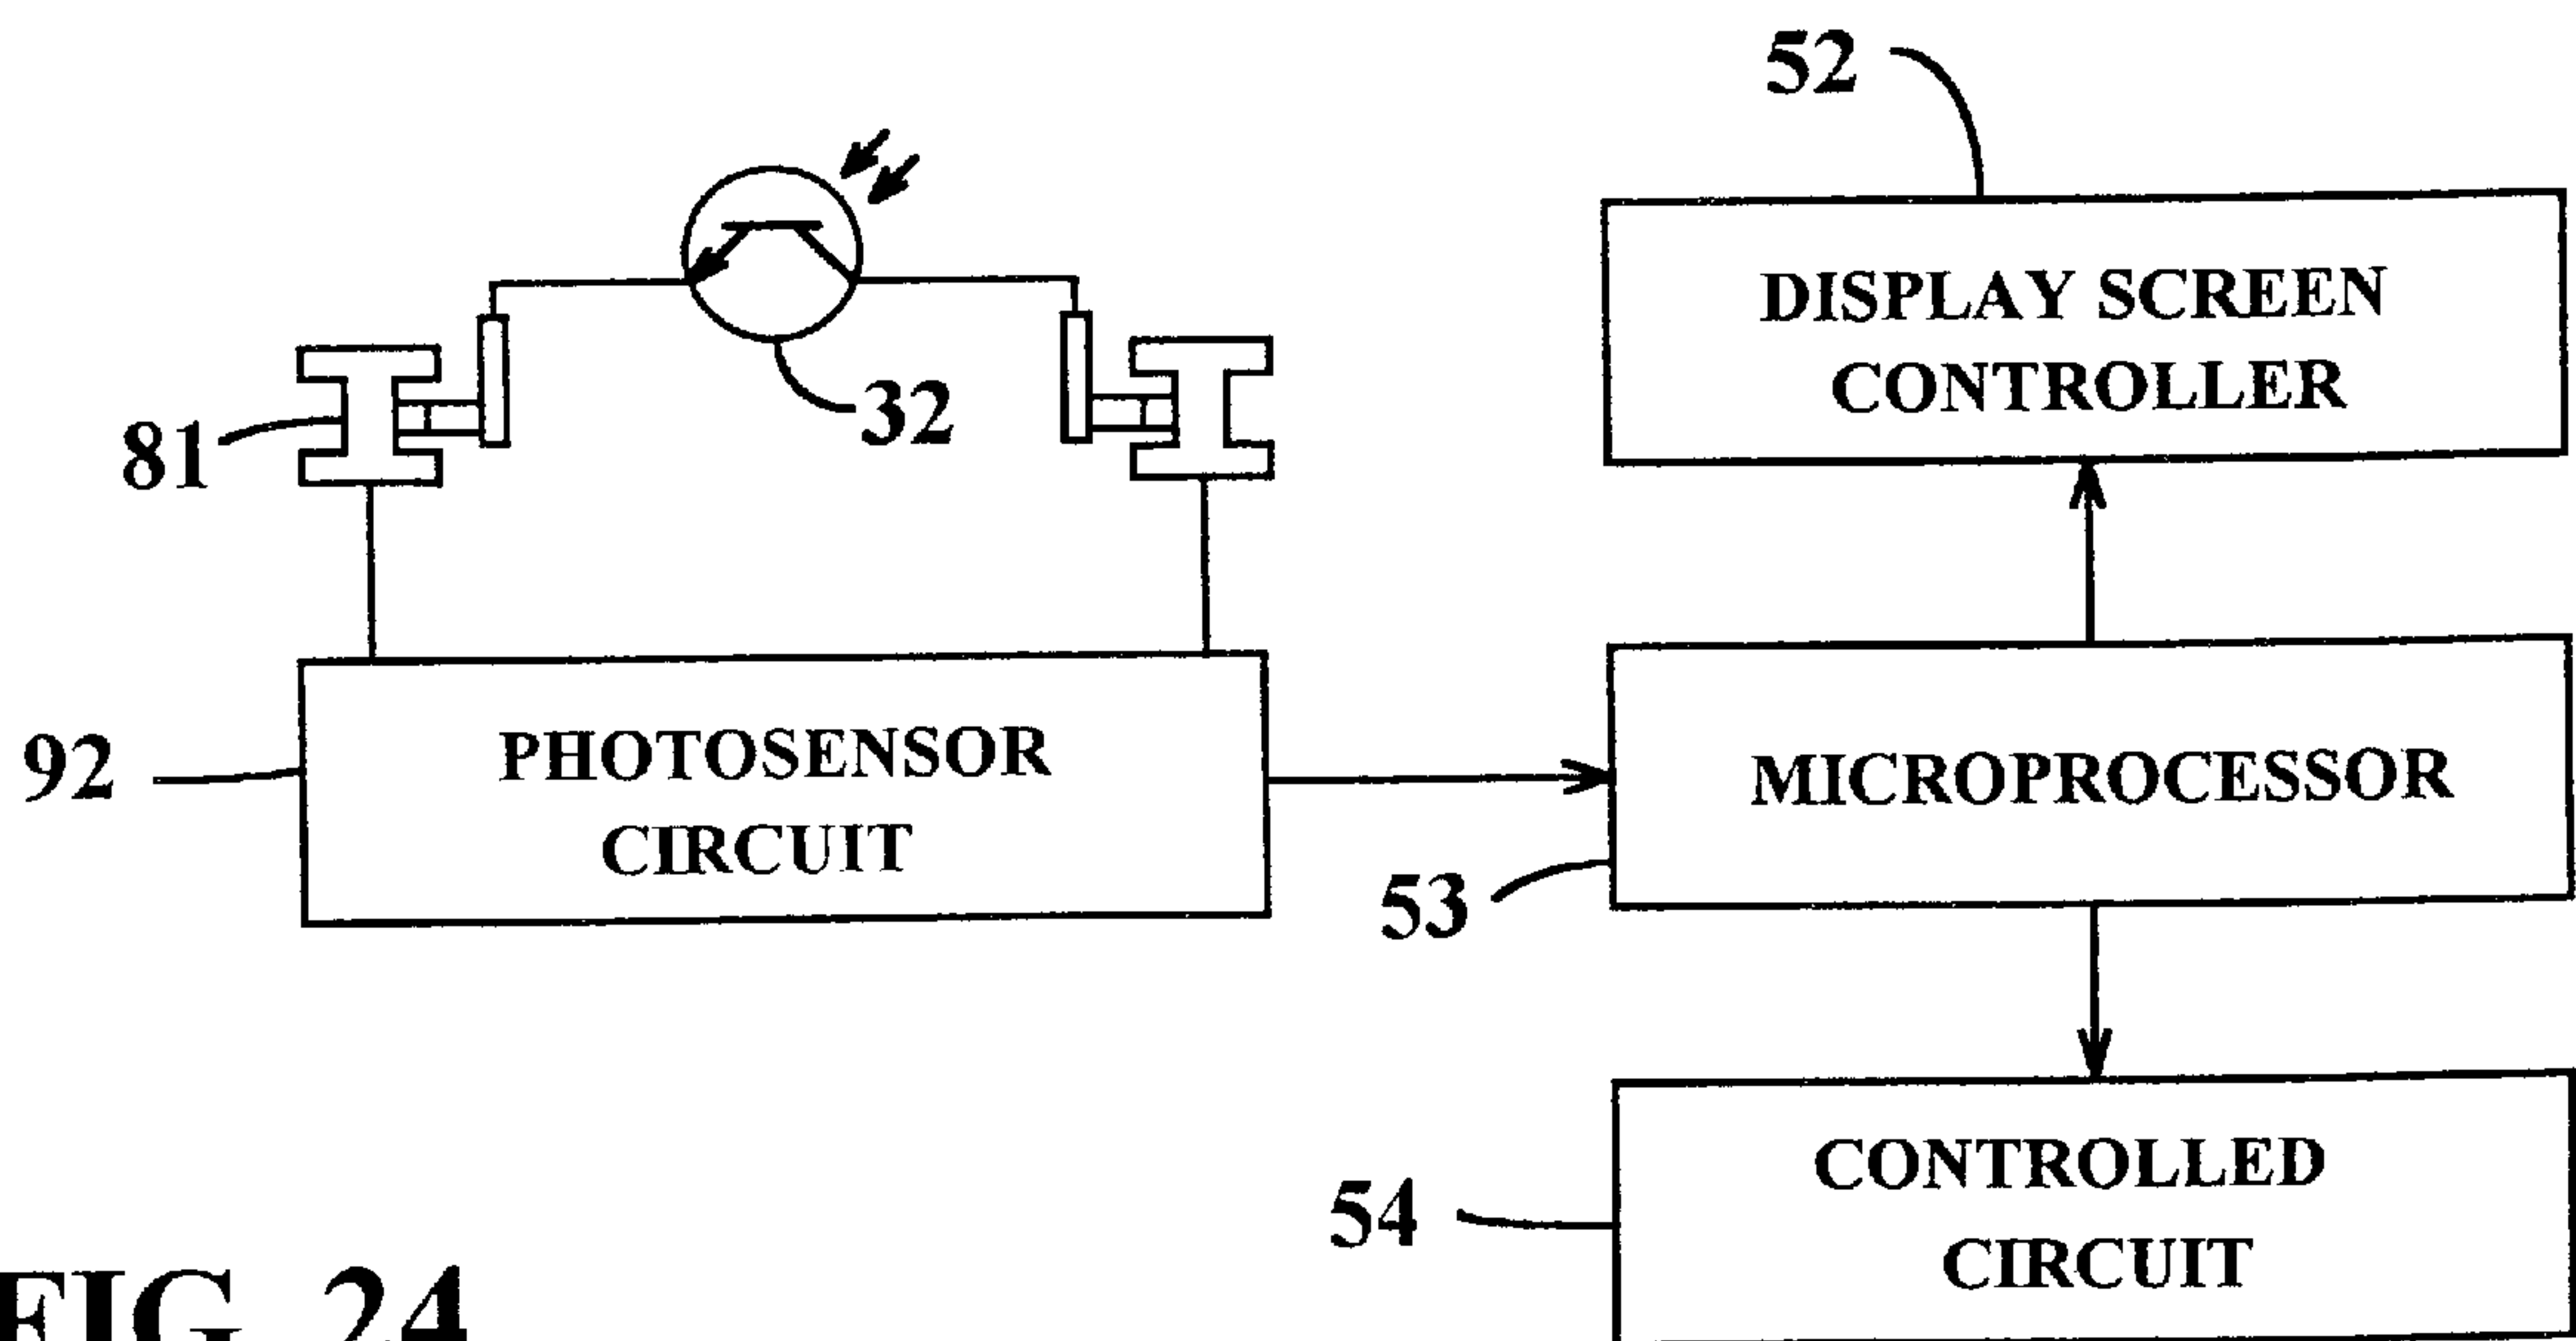 52
DISPLAY SCREEN
CONTROLLER
32
81
92
PHOTOSENSOR
CIRCUIT
MICROPROCESSOR
53
54
CONTROLLED
CIRCUIT
FIG. 24